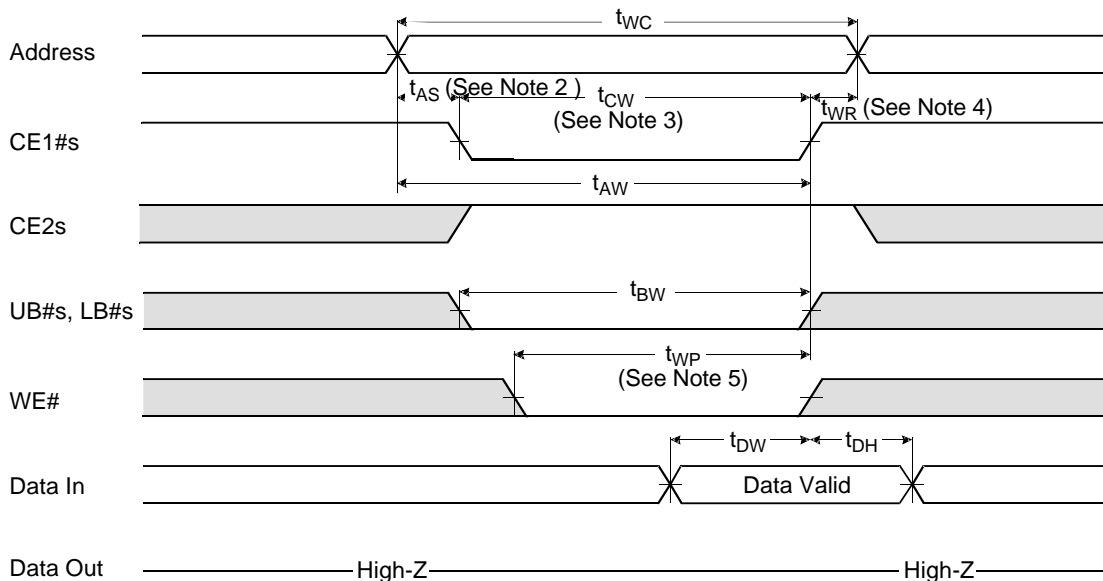 tWC
Address
tAS (See Note 2 )
tCW
(See Note 3)
tWR (See Note 4)
CE1#s
tAW
CE2s
tBW
UB#s, LB#s
tWP
(See Note 5)
WE#
tDW
tDH
Data In
Data Valid
Data Out
High-Z
High-Z